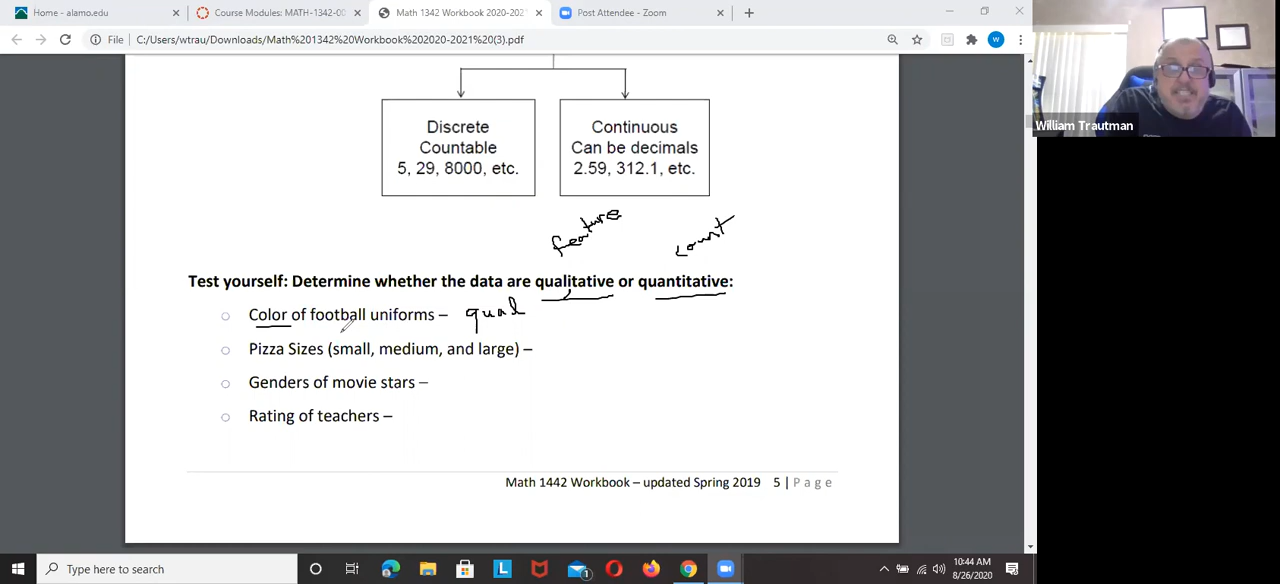 Home - alamo.edu
Course Modules: MATH-1342-00
Math 1342 Workbook 2020-202
Post Attendee - Zoom
File
C:/Users/wtrau/Downloads/Math%201342%20Workbook%202020-2021%20(3).pdf
W
William Trautman
Discrete
Countable
5, 29, 8000, etc.
Continuous
Can be decimals
2.59, 312.1, etc.
feature
count
Test yourself: Determine whether the data are qualitative or quantitative:
Color of football uniforms – qual
Pizza Sizes (small, medium, and large) –
Genders of movie stars –
Rating of teachers –
Math 1442 Workbook – updated Spring 2019 5 | Page
Type here to search
L
1
10:44 AM
8/26/2020